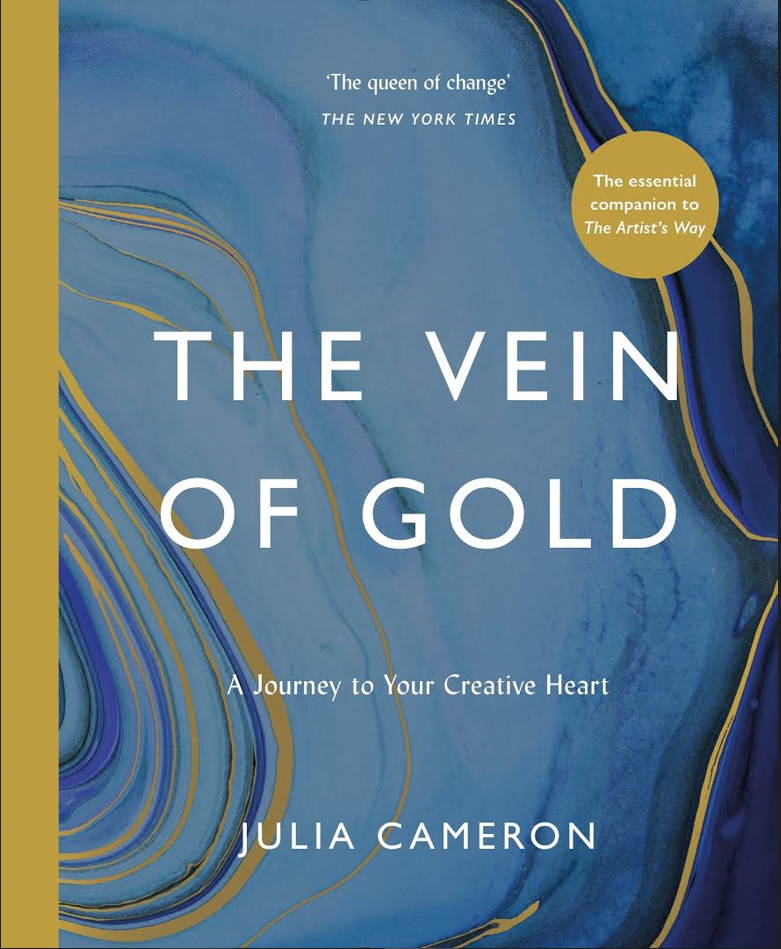 ‘The queen of change’
THE NEW YORK TIMES
The essential
companion to
The Artist’s Way
THE VEIN
OF GOLD
A Journey to Your Creative Heart
JULIA CAMERON